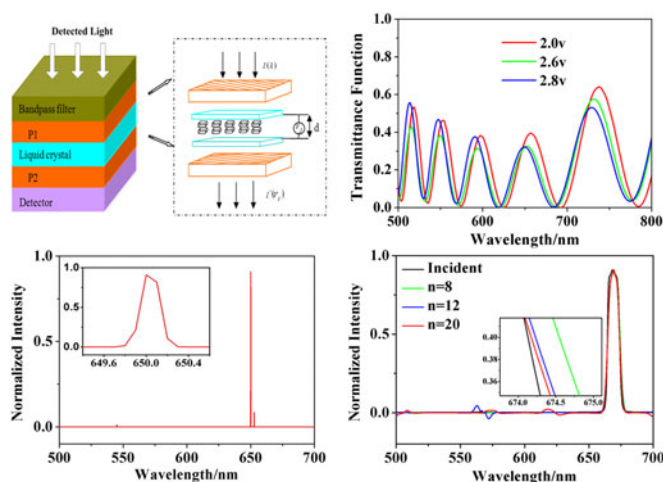 Detected Light
Bandpass filter
P1
Liquid crystal
P2
Detector
I(λ)
d
Transmittance Function
1.0
0.8
0.6
0.4
0.2
0.0
2.0v
2.6v
2.8v
500 600 700 800
Wavelength/nm
Normalized Intensity
1.0
0.5
0.0
1.0
0.5
0.0
649.6 650.0 650.4
500 550 600 650 700
Wavelength/nm
Normalized Intensity
1.0
0.5
0.0
Incident
n=8
n=12
n=20
0.40
0.38
0.36
674.0 674.5 675.0
500 550 600 650 700
Wavelength/nm